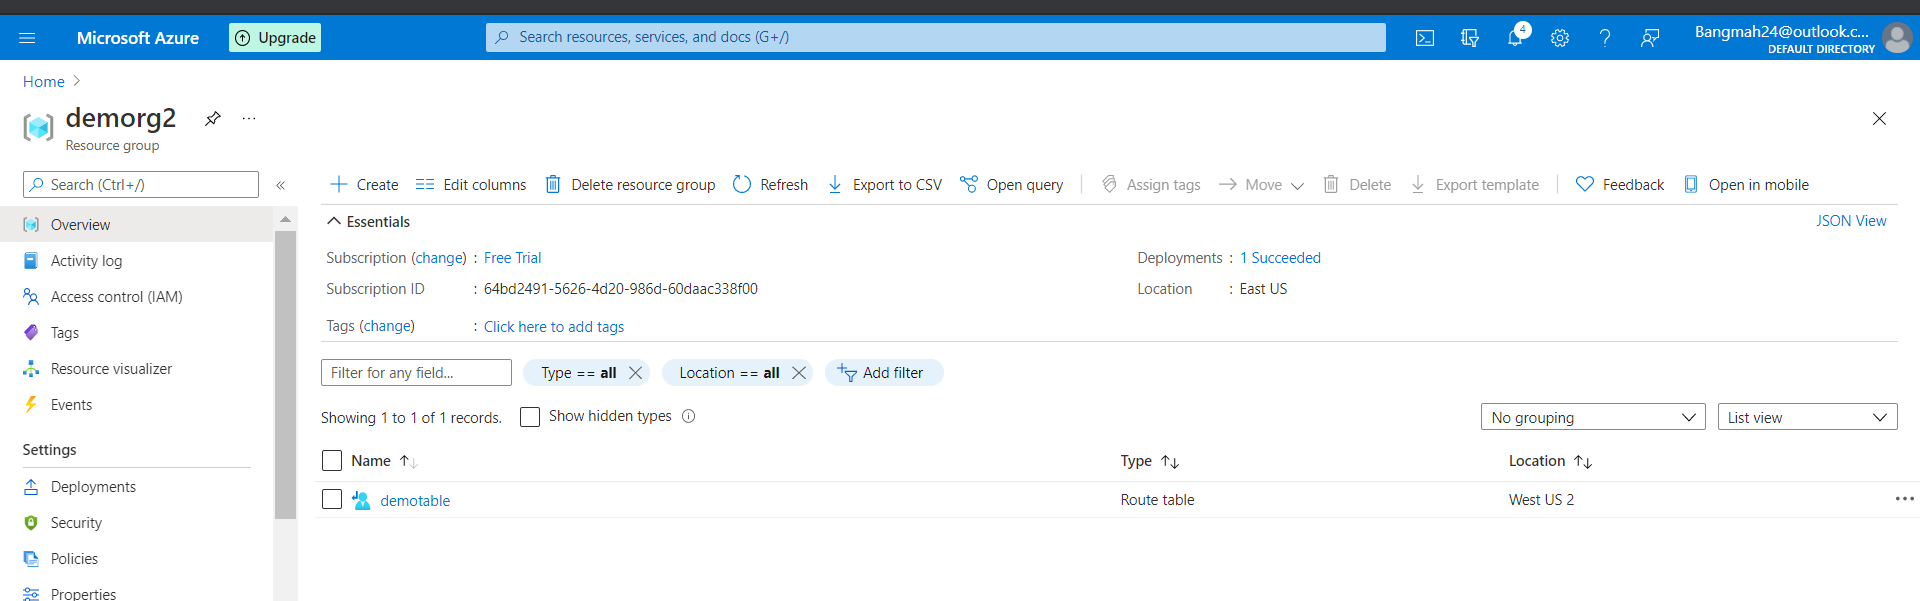 Microsoft Azure Upgrade Search resources, services, and docs (G+/) 4 Bangmah24@outlook.c...
DEFAULT DIRECTORY
Home
demorg2 ...
Resource group
Search (Ctrl+/) « Create Edit columns Delete resource group Refresh Export to CSV Open query Assign tags Move Delete Export template Feedback Open in mobile
Overview
Activity log
Access control (IAM)
Tags
Resource visualizer
Events
Settings
Deployments
Security
Policies
Properties
Essentials JSON View
Subscription (change) : Free Trial Deployments : 1 Succeeded
Subscription ID : 64bd2491-5626-4d20-986d-60daac338f00 Location : East US
Tags (change) : Click here to add tags
Filter for any field... Type == all Location == all Add filter
Showing 1 to 1 of 1 records. Show hidden types No grouping List view
Name Type Location
demotable Route table West US 2 ...